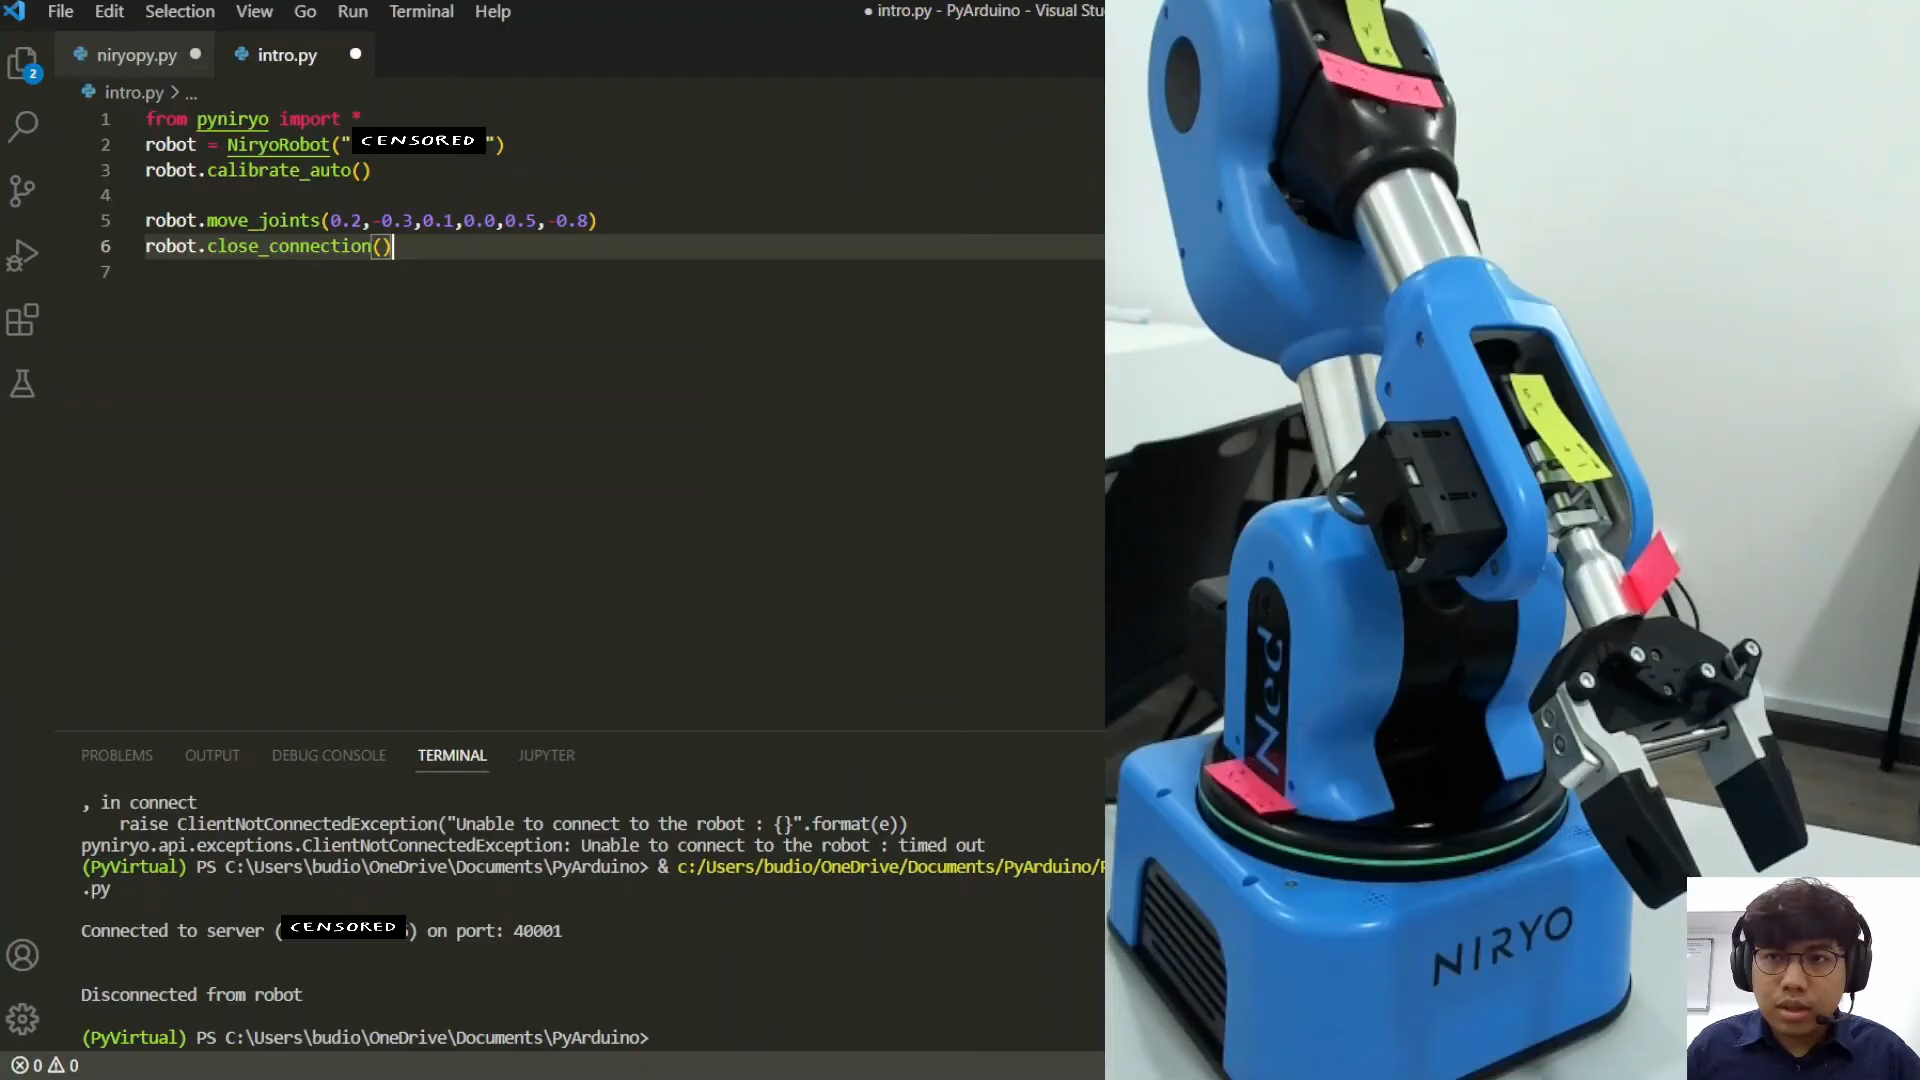 File Edit Selection View Go Run Terminal Help
● intro.py - PyArduino - Visual Stu
niryopy.py ● intro.py ●
intro.py > ...
1 from pyniryo import *
2 robot = NiryoRobot("CENSORED")
3 robot.calibrate_auto()
4
5 robot.move_joints(0.2,-0.3,0.1,0.0,0.5,-0.8)
6 robot.close_connection()
7
2
PROBLEMS OUTPUT DEBUG CONSOLE TERMINAL JUPYTER
, in connect
raise ClientNotConnectedException("Unable to connect to the robot : {}".format(e))
pyniryo.api.exceptions.ClientNotConnectedException: Unable to connect to the robot : timed out
(PyVirtual) PS C:\Users\budio\OneDrive\Documents\PyArduino> & c:/Users/budio/OneDrive/Documents/PyArduino/
.py
Connected to server (CENSORED) on port: 40001
Disconnected from robot
(PyVirtual) PS C:\Users\budio\OneDrive\Documents\PyArduino>
0 0
Ned
NIRYO